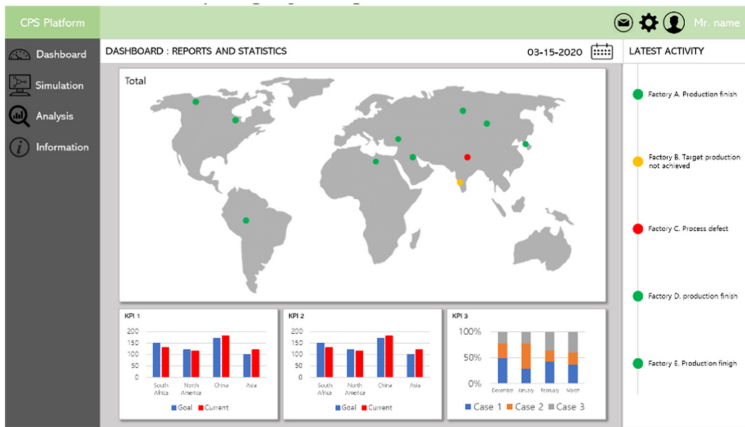 CPS Platform
Mr. name
Dashboard
Simulation
Analysis
Information
DASHBOARD : REPORTS AND STATISTICS
03-15-2020
LATEST ACTIVITY
Total
Factory A. Production finish
Factory B. Target production
not achieved
Factory C. Process defect
Factory D. production finish
Factory E. Production finigh
KPI 1
200
150
100
50
0
South
Africa
North
America
China
Asia
Goal
Current
KPI 2
200
150
100
50
0
South
Africa
North
America
China
Asia
Goal
Current
KPI 3
100%
50%
0%
December
January
February
March
Case 1
Case 2
Case 3